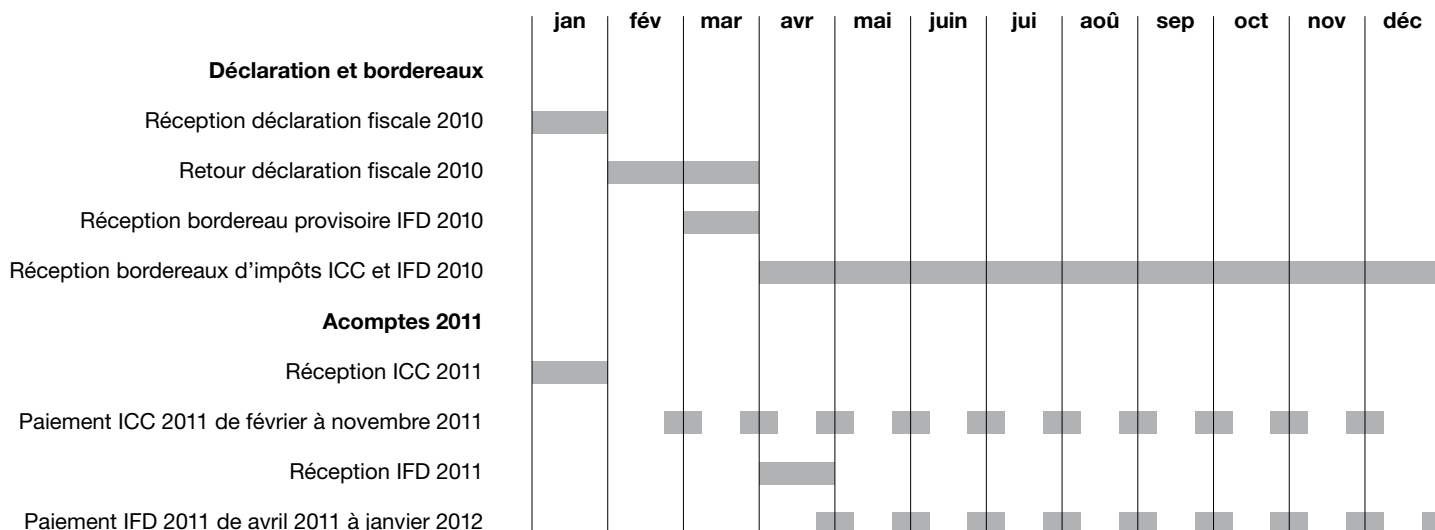 jan fév mar avr mai juin jui aoû sep oct nov déc
Déclaration et bordereaux
Réception déclaration fiscale 2010
Retour déclaration fiscale 2010
Réception bordereau provisoire IFD 2010
Réception bordereaux d'impôts ICC et IFD 2010
Acomptes 2011
Réception ICC 2011
Paiement ICC 2011 de février à novembre 2011
Réception IFD 2011
Paiement IFD 2011 de avril 2011 à janvier 2012